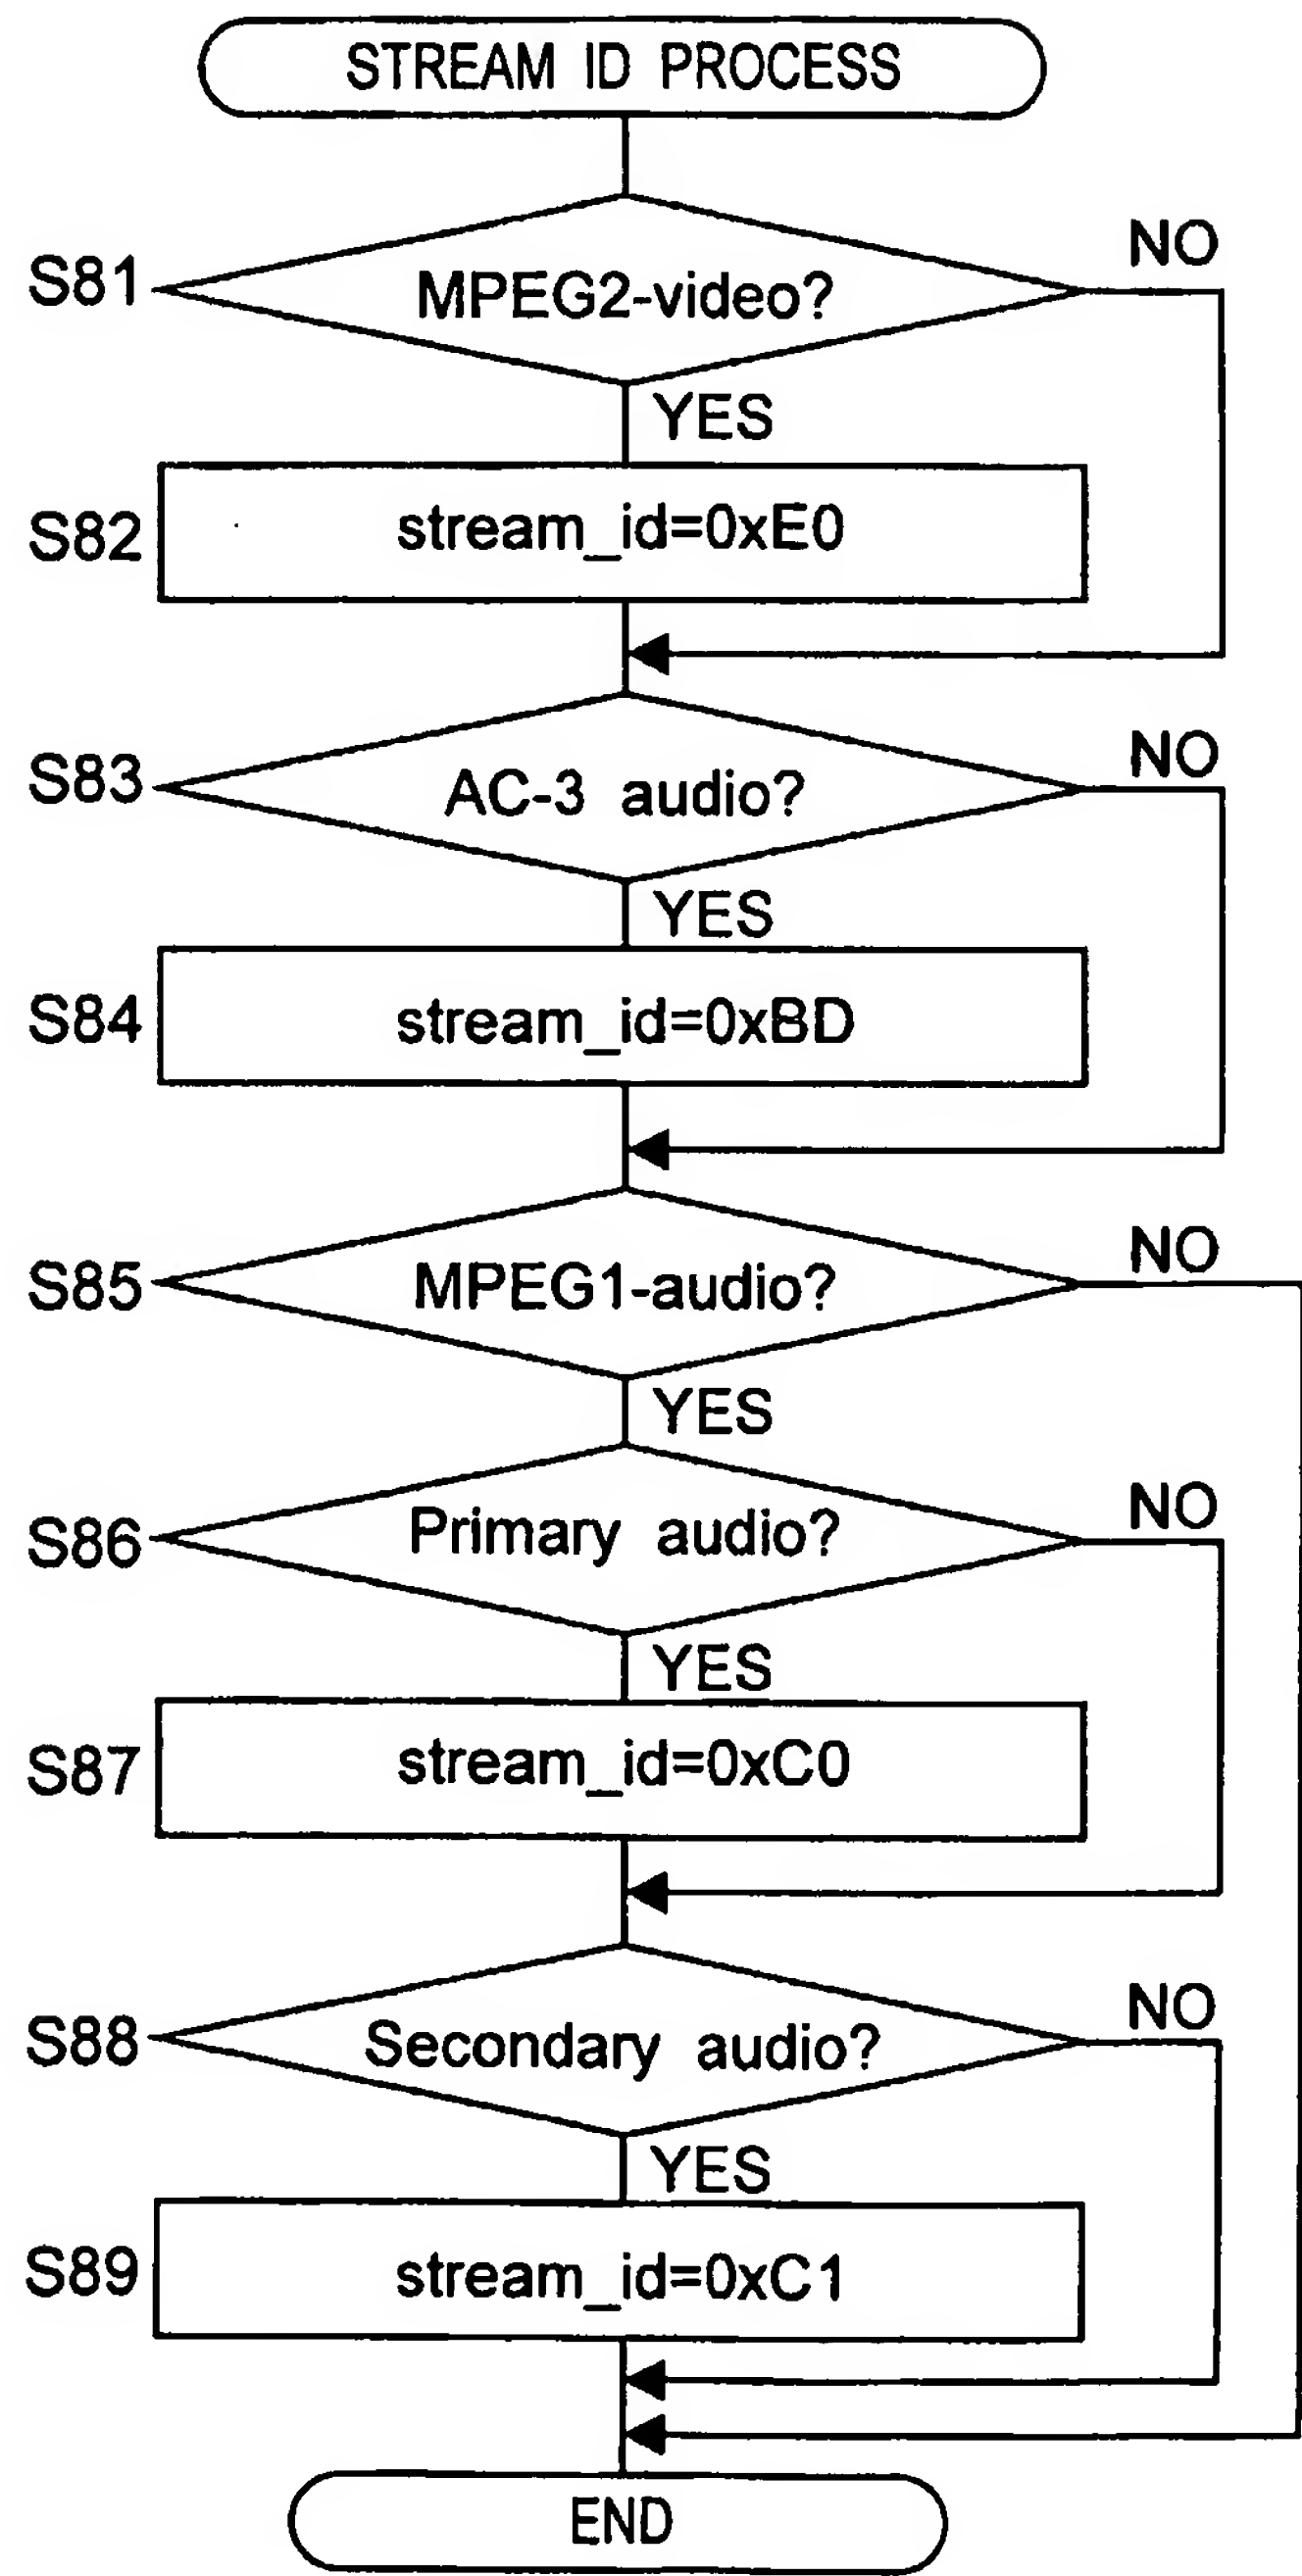 STREAM ID PROCESS
S81
MPEG2-video?
NO
YES
S82
stream_id=0xE0
S83
AC-3 audio?
NO
YES
S84
stream_id=0xBD
S85
MPEG1-audio?
NO
YES
S86
Primary audio?
NO
YES
S87
stream_id=0xC0
S88
Secondary audio?
NO
YES
S89
stream_id=0xC1
END